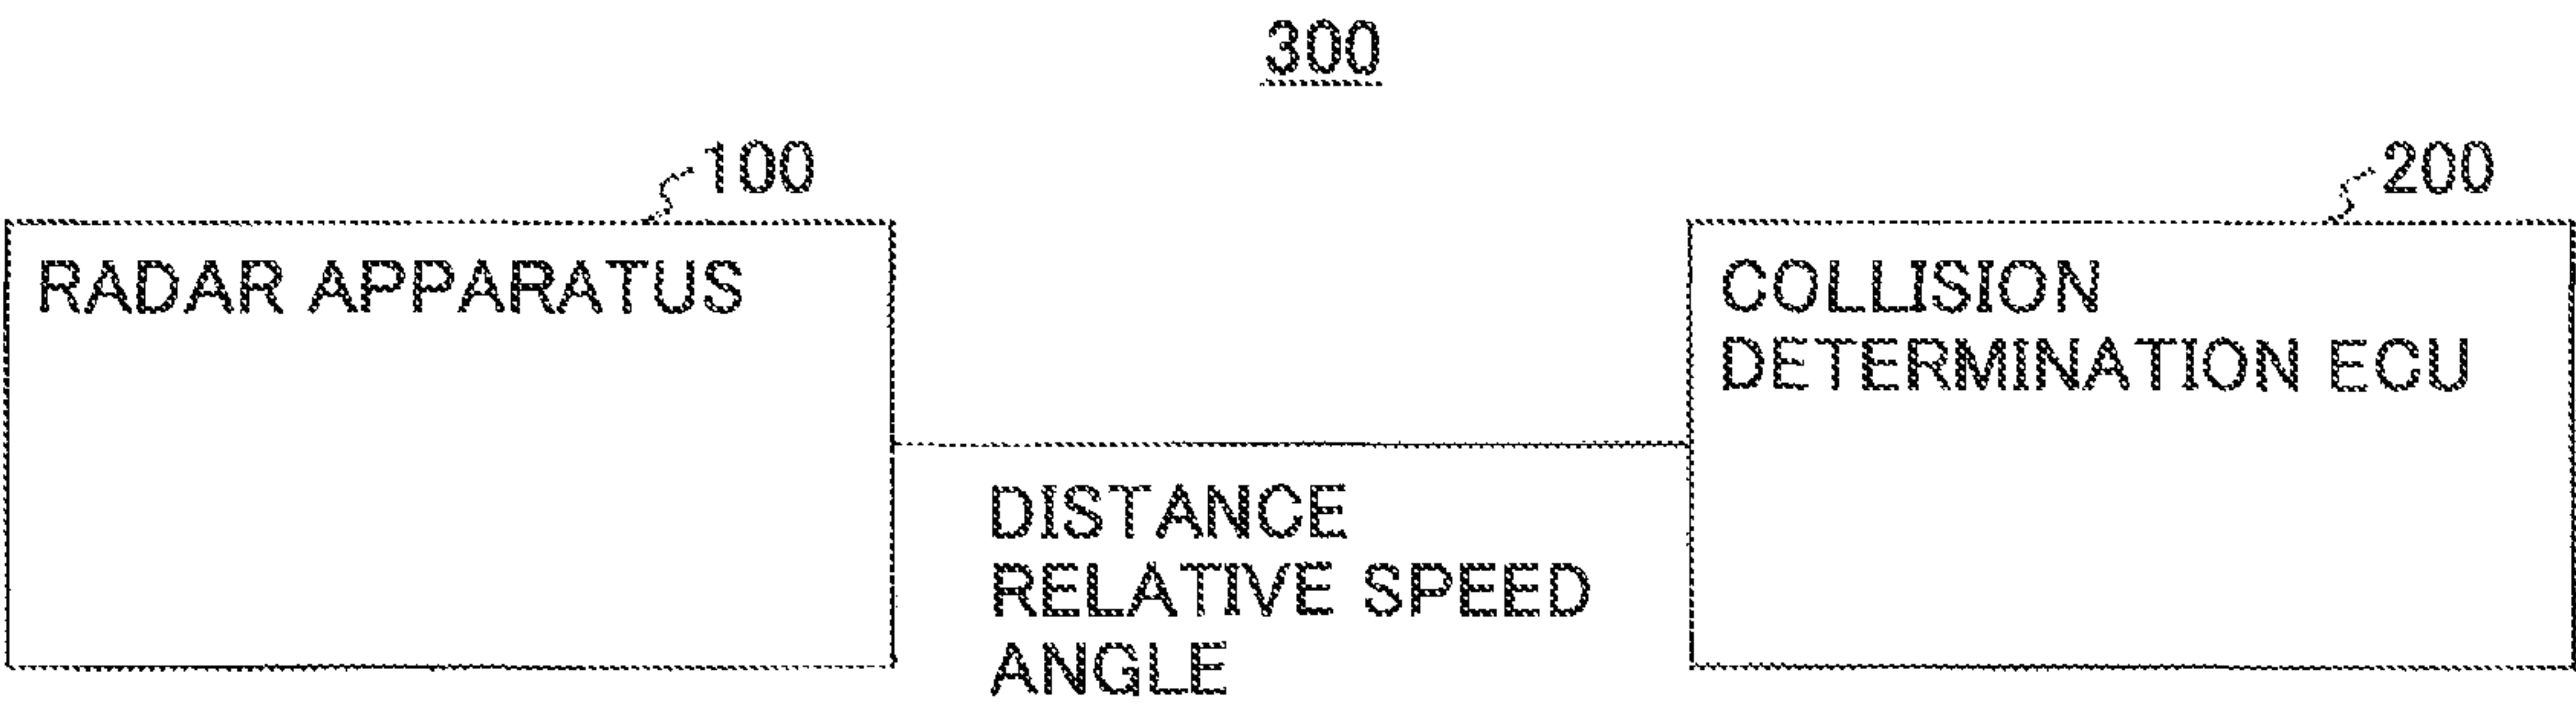 300
100
200
RADAR APPARATUS
COLLISION
DETERMINATION ECU
DISTANCE
RELATIVE SPEED
ANGLE